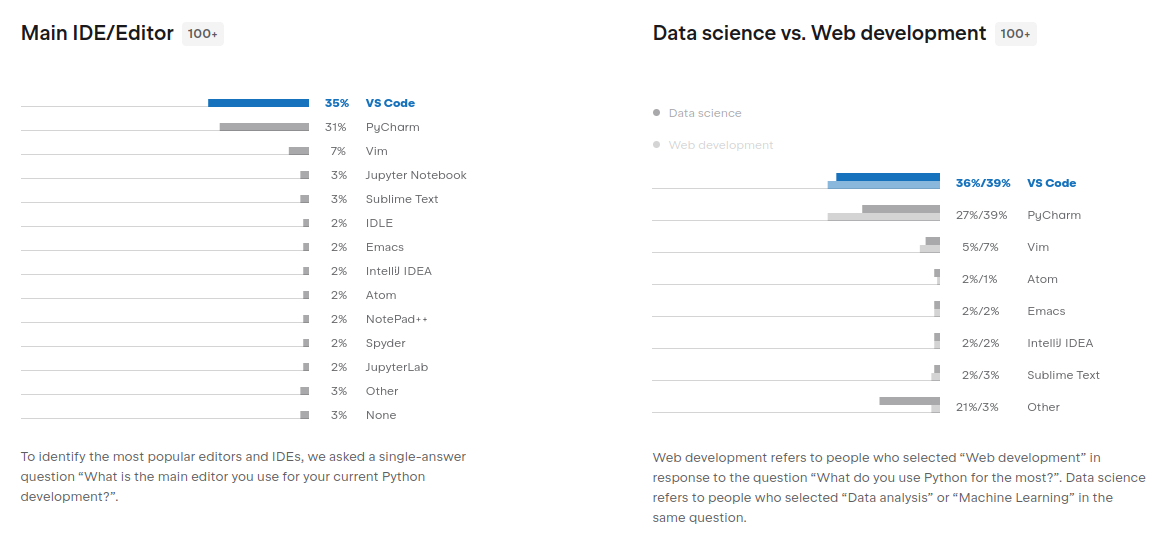 Main IDE/Editor 100+
35% VS Code
31% PyCharm
7% Vim
3% Jupyter Notebook
3% Sublime Text
2% IDLE
2% Emacs
2% IntelliJ IDEA
2% Atom
2% NotePad++
2% Spyder
2% JupyterLab
3% Other
3% None
To identify the most popular editors and IDEs, we asked a single-answer
question “What is the main editor you use for your current Python
development?”.
Data science vs. Web development 100+
Data science
Web development
36%/39% VS Code
27%/39% PyCharm
5%/7% Vim
2%/1% Atom
2%/2% Emacs
2%/2% IntelliJ IDEA
2%/3% Sublime Text
21%/3% Other
Web development refers to people who selected “Web development” in
response to the question “What do you use Python for the most?”. Data science
refers to people who selected “Data analysis” or “Machine Learning” in the
same question.